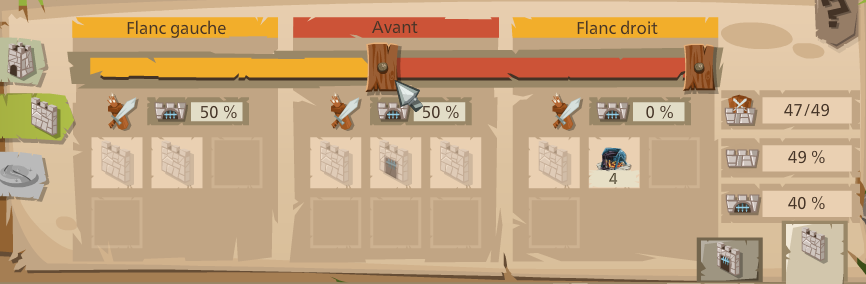 Flanc gauche
Avant
Flanc droit
50 %
50 %
0 %
47/49
49 %
4
40 %